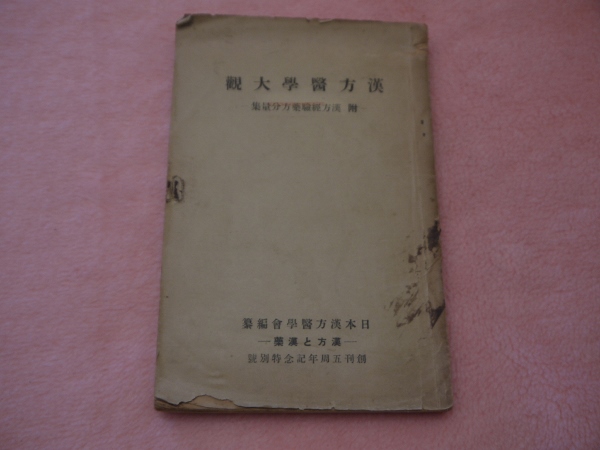 漢方醫學大觀
附 漢方經驗藥方分量集
日本漢方醫學會編纂
—漢方と漢藥—
創刊五周年記念特別號